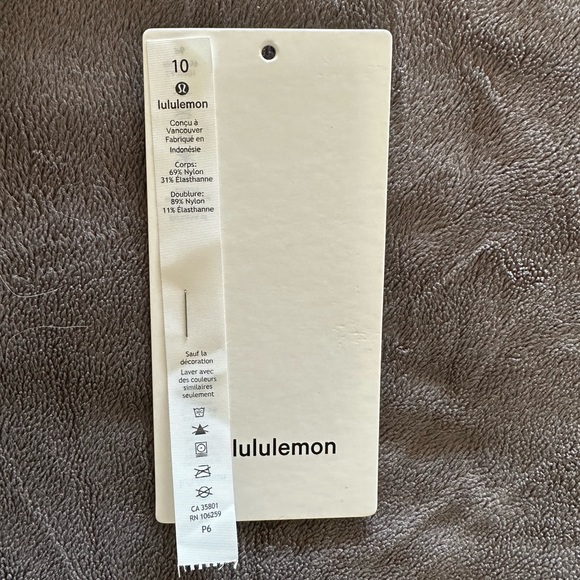 10
lululemon
Conçu à
Vancouver
Fabriqué en
Indonésie
Corps:
69% Nylon
31% Élasthanne
Doublure:
89% Nylon
11% Élasthanne
Sauf la
décoration
Laver avec
des couleurs
similaires
seulement
CA 35801
RN 106259
P6
lululemon